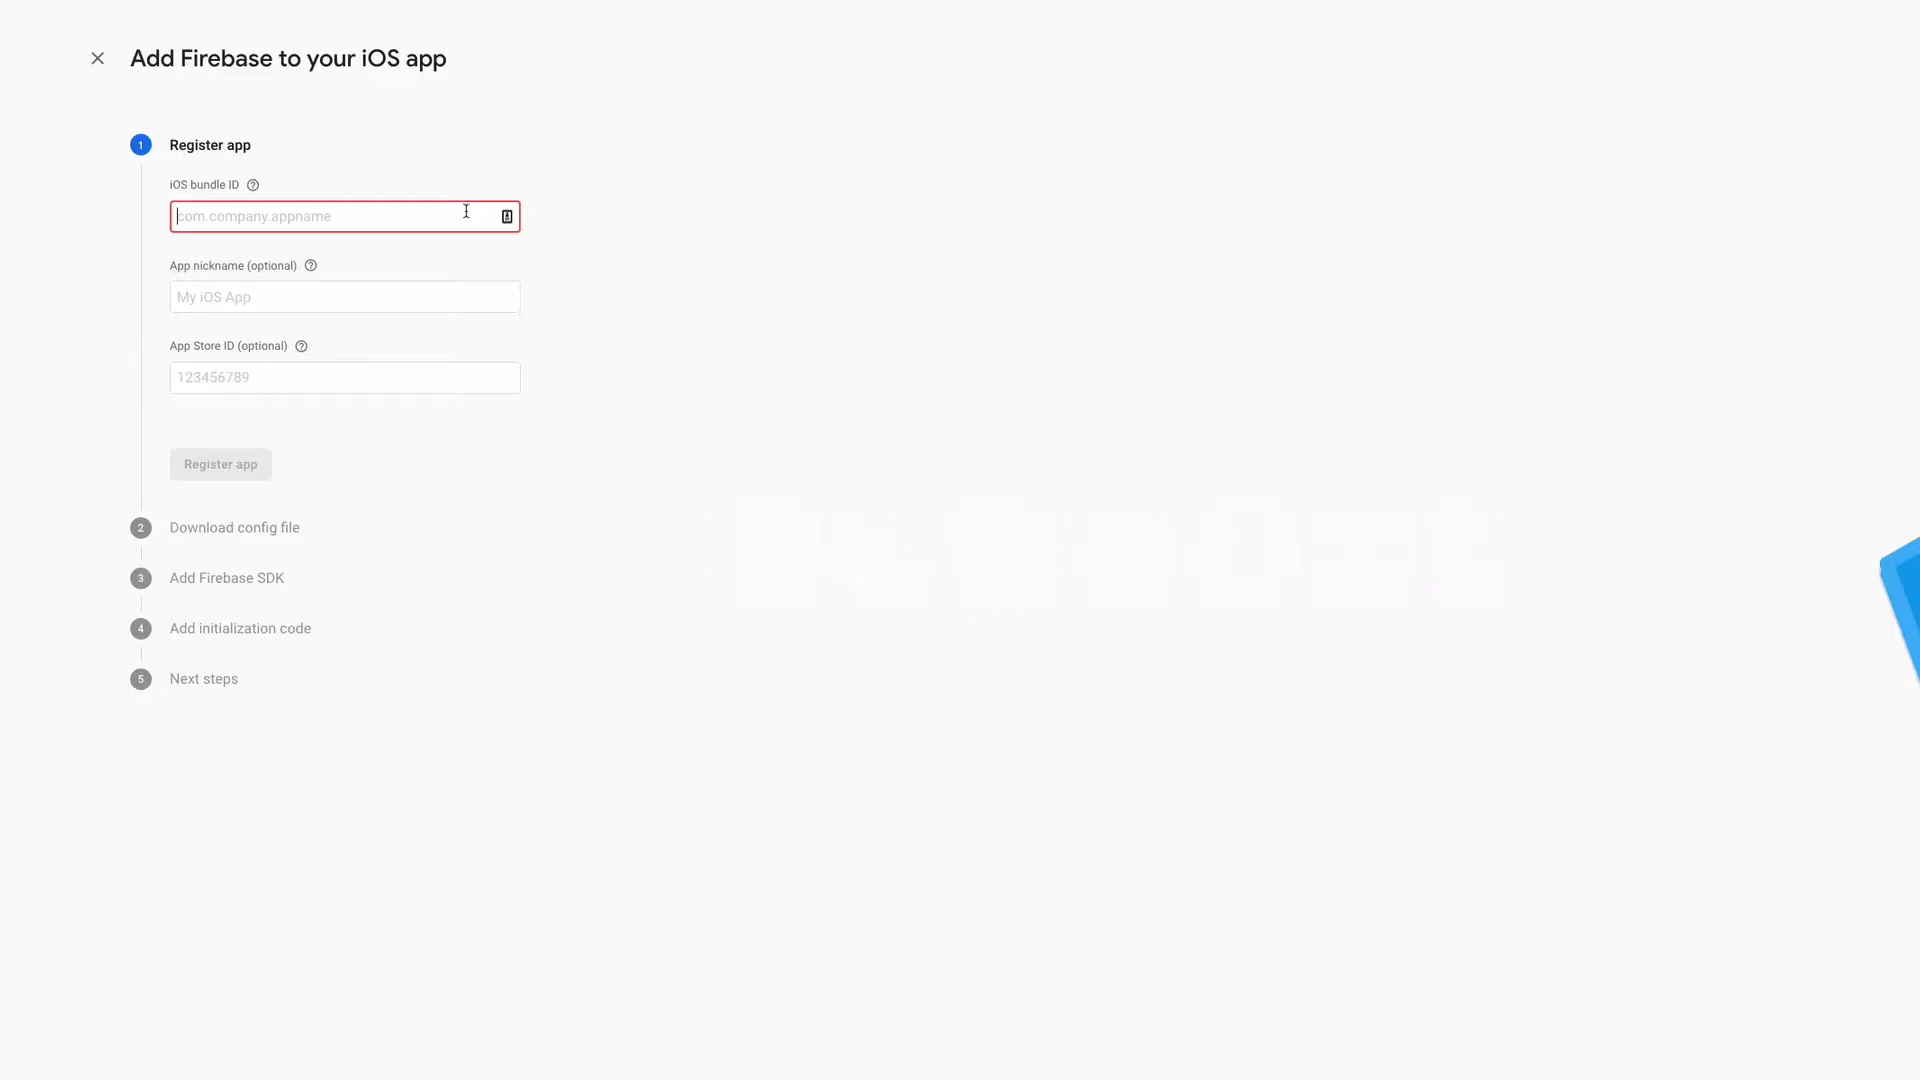 Add Firebase to your iOS app
1 Register app
iOS bundle ID
com.company.appname
App nickname (optional)
My iOS App
App Store ID (optional)
123456789
Register app
2 Download config file
3 Add Firebase SDK
4 Add initialization code
5 Next steps